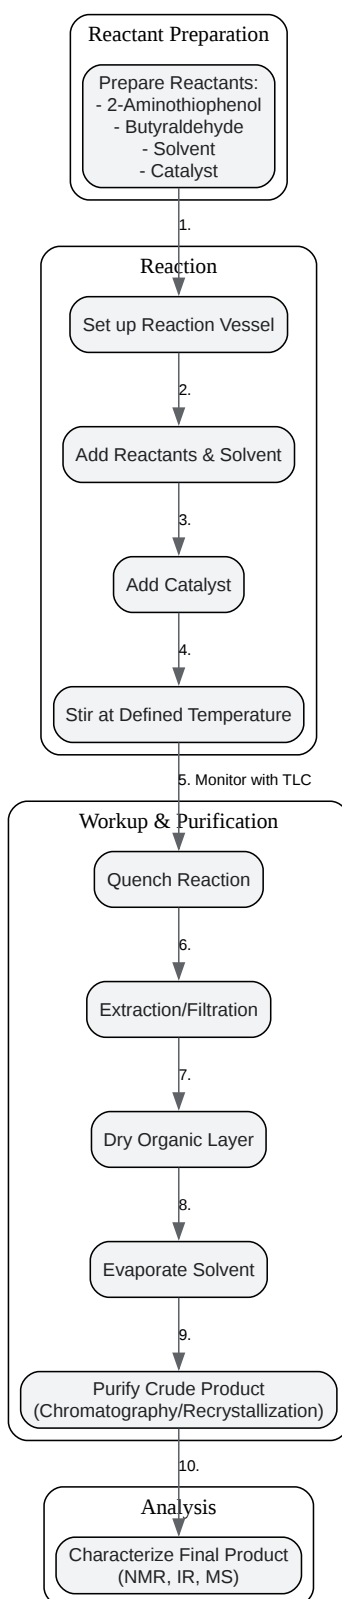 Reactant Preparation
Prepare Reactants:
- 2-Aminothiophenol
- Butyraldehyde
- Solvent
- Catalyst
1.
Reaction
Set up Reaction Vessel
2.
Add Reactants & Solvent
3.
Add Catalyst
4.
Stir at Defined Temperature
5. Monitor with TLC
Workup & Purification
Quench Reaction
6.
Extraction/Filtration
7.
Dry Organic Layer
8.
Evaporate Solvent
9.
Purify Crude Product
(Chromatography/Recrystallization)
10.
Analysis
Characterize Final Product
(NMR, IR, MS)